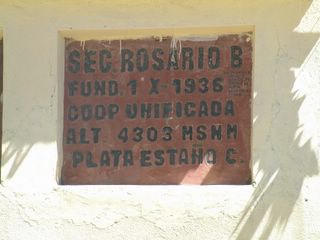 SEC. ROSARIO B
FUND. 1 X-1936
COOP UNIFICADA
ALT 4303 MSNM
PLATA ESTAÑO C.